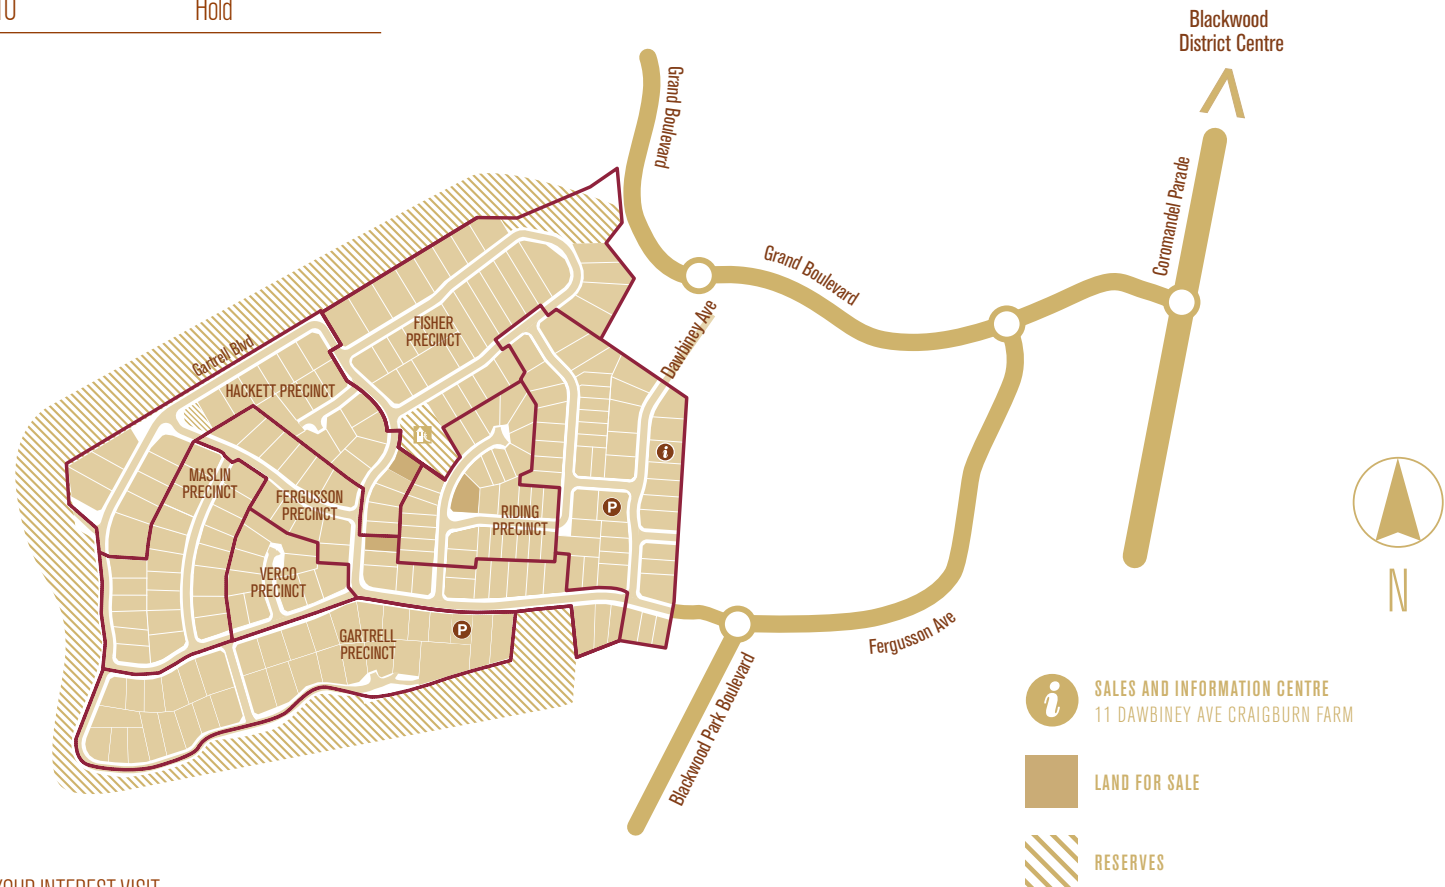 Hold
Blackwood
District Centre
Grand Boulevard
Coromandel Parade
Grand Boulevard
Dawbiney Ave
FISHER
PRECINCT
Gartrell Blvd
HACKETT PRECINCT
MASLIN
PRECINCT
FERGUSSON
PRECINCT
RIDING
PRECINCT
VERCO
PRECINCT
GARTRELL
PRECINCT
i
P
P
N
Fergusson Ave
Blackwood Park Boulevard
i
SALES AND INFORMATION CENTRE
11 DAWBINEY AVE CRAIGBURN FARM
LAND FOR SALE
RESERVES
INTEREST VISIT